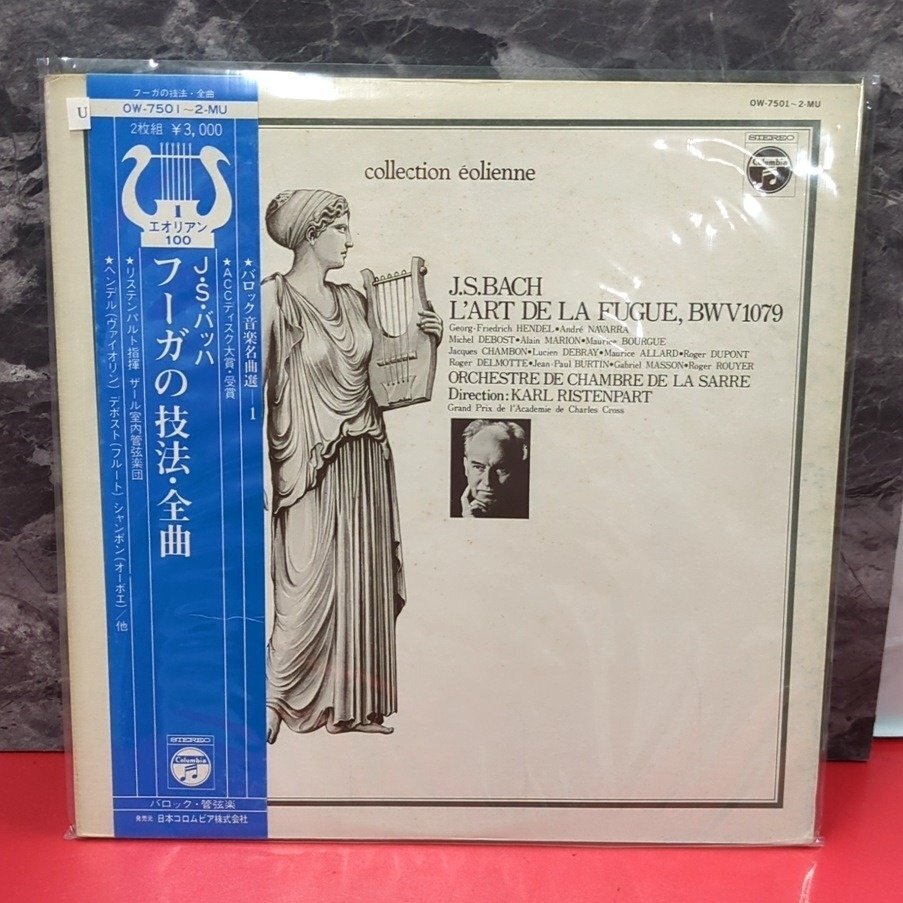 フーガの技法・全曲
OW-7501～2-MU
2枚組 ￥3,000
U
1
エオリアン
100
★バロック音楽名曲選—1
★ACCディスク大賞・受賞
J・S・バッハ
フーガの技法・全曲
★リステンパルト指揮 ザール室内管弦楽団
★ヘンデル(ヴァイオリン) デボスト(フルート) シャンボン(オーボエ)／他
STEREO
Columbia
バロック・管弦楽
発売元 日本コロムビア株式会社
OW-7501～2-MU
STEREO
Columbia
collection éolienne
J.S.BACH
L'ART DE LA FUGUE, BWV1079
Georg-Friedrich HENDEL•André NAVARRA
Michel DEBOST•Alain MARION•Maurice BOURGUE
Jacques CHAMBON•Lucien DEBRAY•Maurice ALLARD•Roger DUPONT
Roger DELMOTTE•Jean-Paul BURTIN•Gabriel MASSON•Roger ROUYER
ORCHESTRE DE CHAMBRE DE LA SARRE
Direction:KARL RISTENPART
Grand Prix de l'Academie de Charles Cross